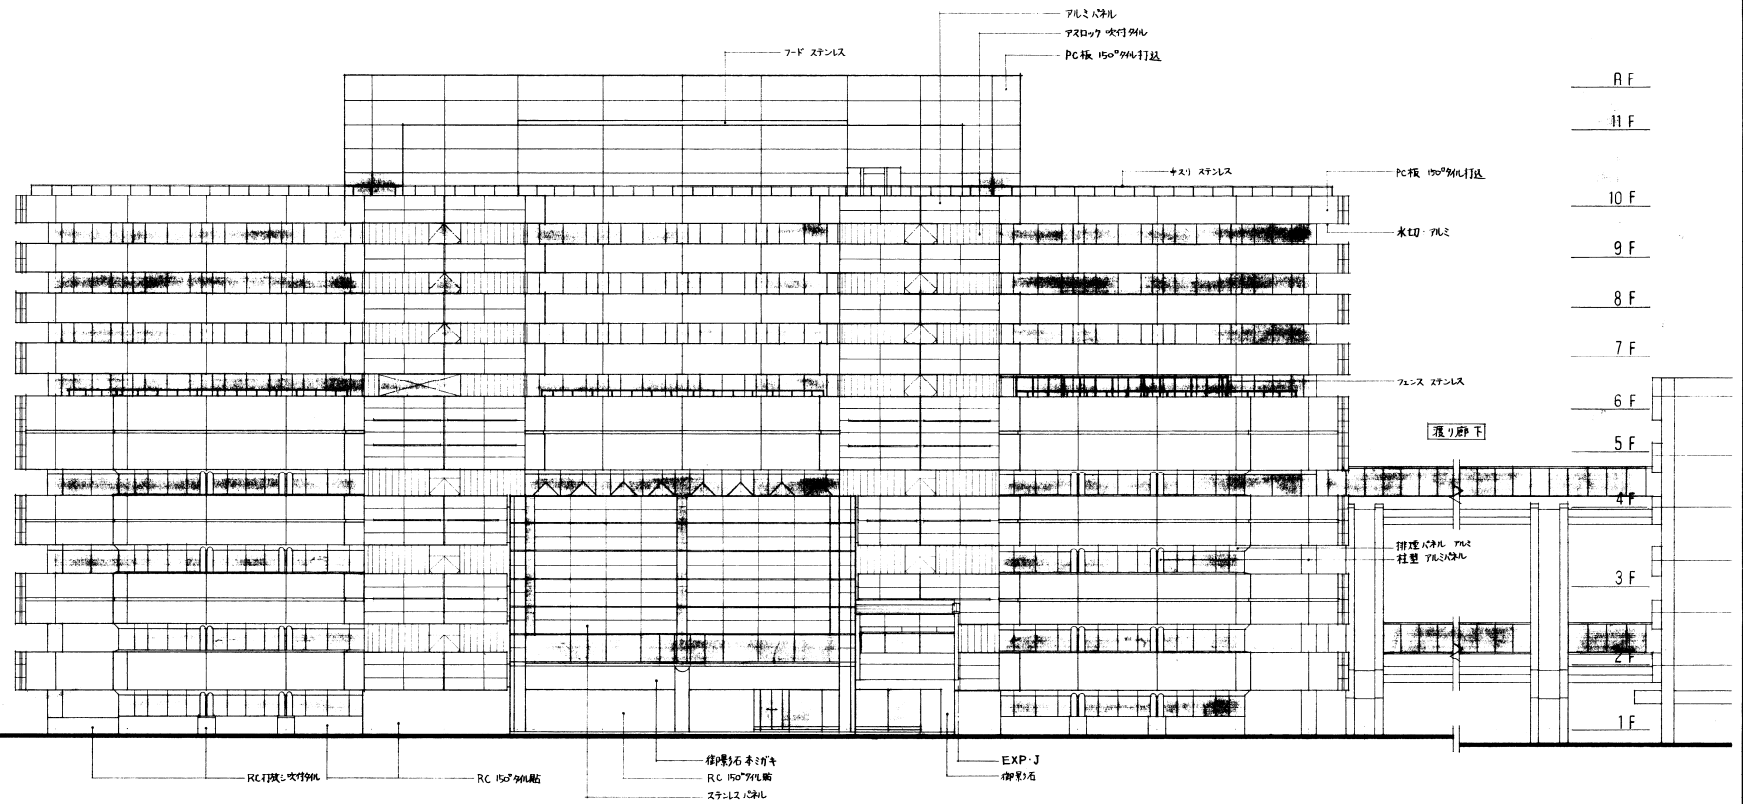 アルミパネル
アスロック 吹付タイル
フード ステンレス
PC板 150°タイル打込
RF
11F
手スリ ステンレス
PC板 150°タイル打込
10F
水切・アルミ
9F
8F
7F
フェンス ステンレス
6F
渡り廊下
5F
4F
排煙パネル アルミ
柱型 アルミパネル
3F
2F
1F
御影石 本ミガキ
EXP・J
RC打放シ吹付タイル
RC 150°タイル貼
RC 150°タイル貼
御影石
ステンレスパネル